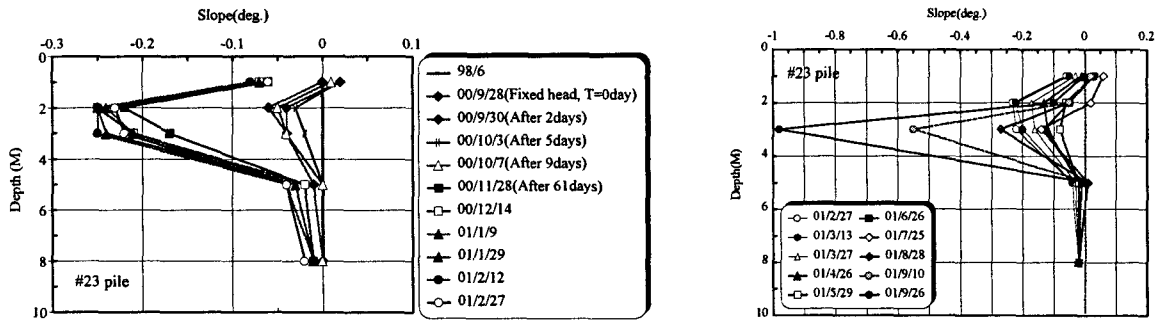 Slope(deg.)
-0.3 -0.2 -0.1 0 0.1
0
2
4
6
8
10
Depth (M)
#23 pile
98/6
00/9/28(Fixed head, T=0day)
00/9/30(After 2days)
00/10/3(After 5days)
00/10/7(After 9days)
00/11/28(After 61days)
00/12/14
01/1/9
01/1/29
01/2/12
01/2/27
Slope(deg.)
-1 -0.8 -0.6 -0.4 -0.2 0 0.2
0
2
4
6
8
10
Depth(M)
#23 pile
01/2/27 01/6/26
01/3/13 01/7/25
01/3/27 01/8/28
01/4/26 01/9/10
01/5/29 01/9/26